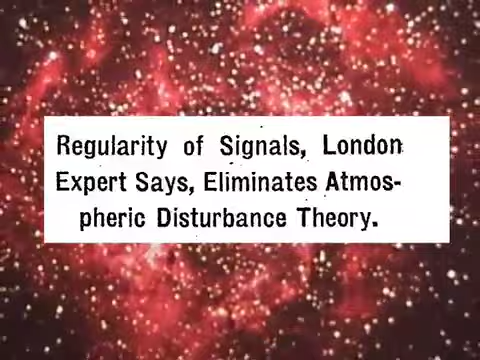 Regularity of Signals, London
Expert Says, Eliminates Atmos-
pheric Disturbance Theory.